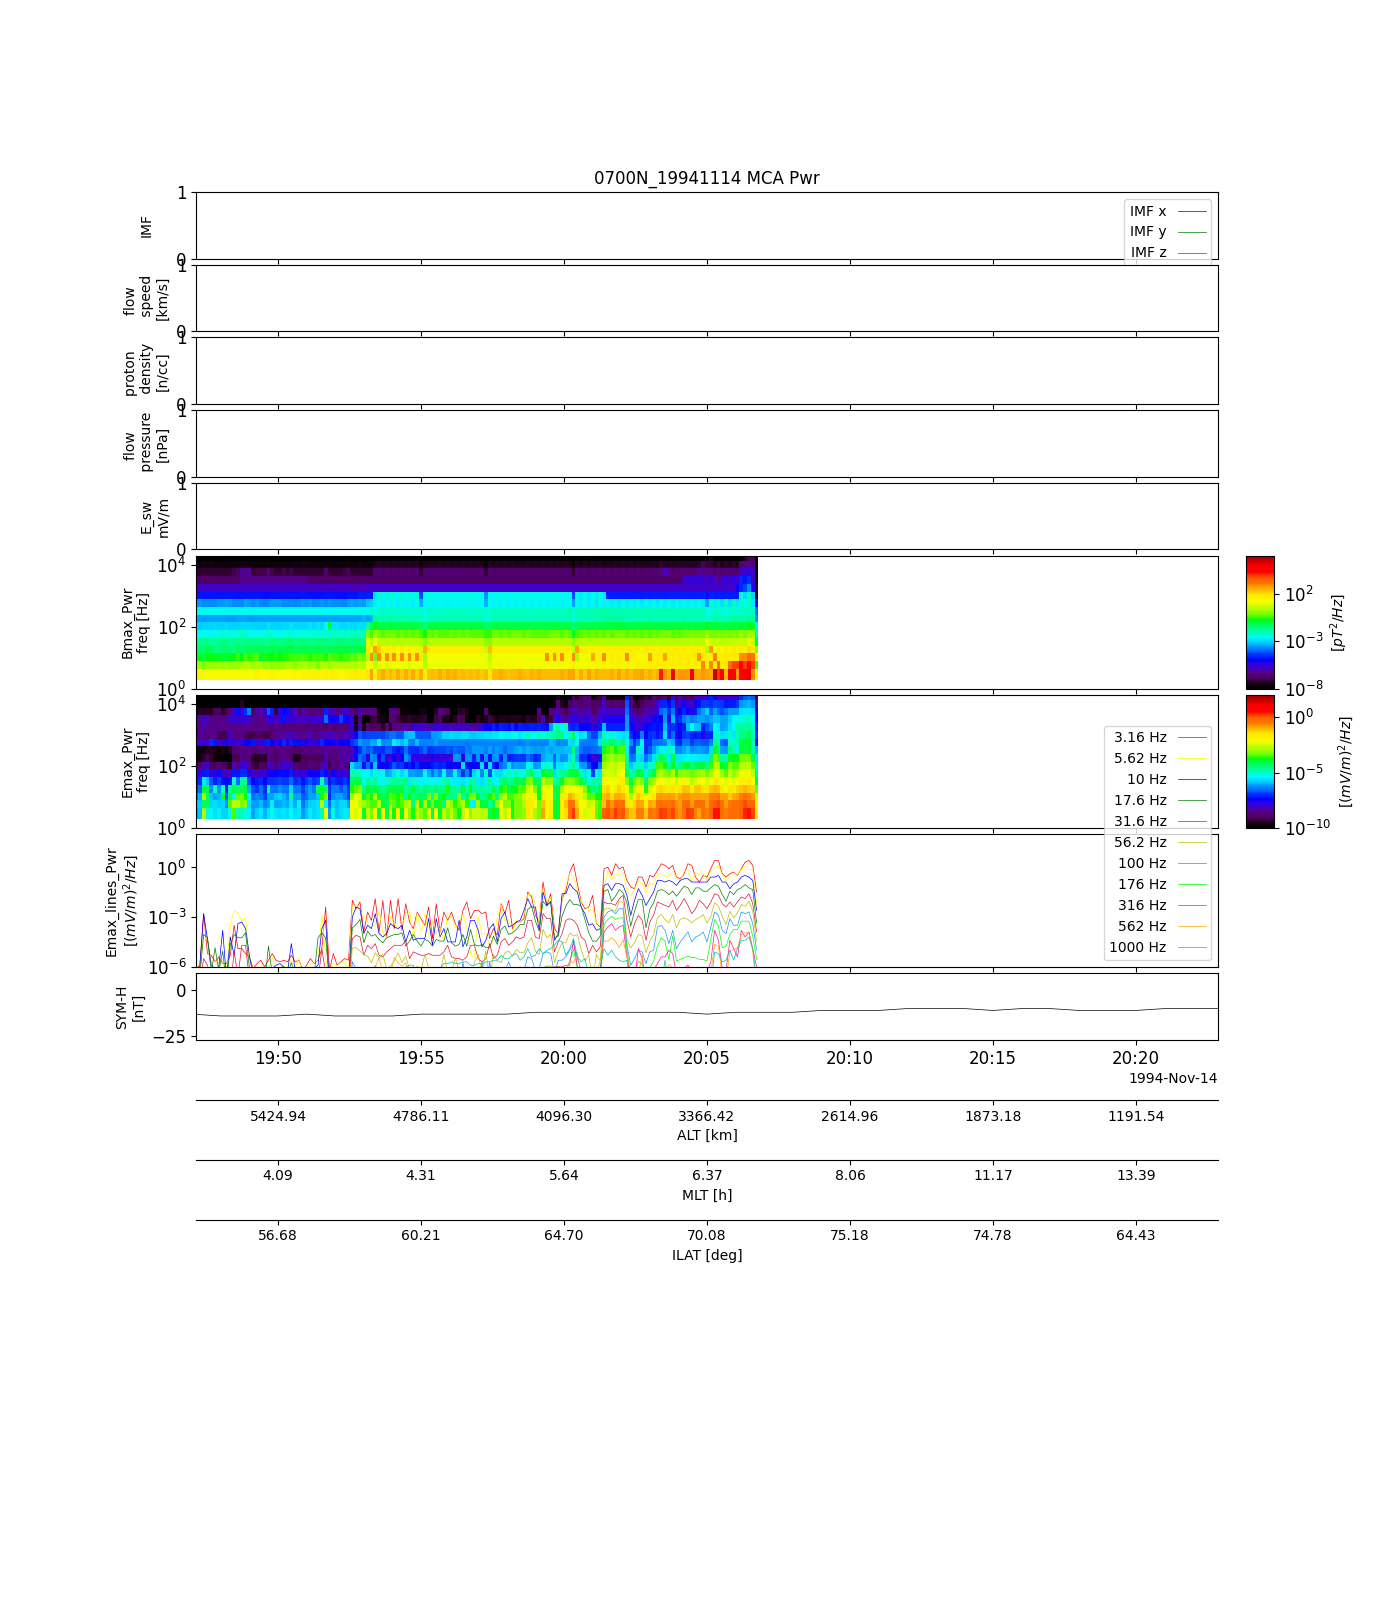 0700N_19941114 MCA Pwr
1
IMF
0
IMF x
IMF y
IMF z
1
flow
speed
[km/s]
0
1
proton
density
[n/cc]
0
1
flow
pressure
[nPa]
0
1
E_sw
mV/m
0
10^4
10^2
10^0
Bmax_Pwr
freq [Hz]
10^2
10^-3
10^-8
[pT^2/Hz]
10^4
10^2
10^0
Emax_Pwr
freq [Hz]
10^0
10^-5
10^-10
[(mV/m)^2/Hz]
3.16 Hz
5.62 Hz
10 Hz
17.6 Hz
31.6 Hz
56.2 Hz
100 Hz
176 Hz
316 Hz
562 Hz
1000 Hz
10^0
10^-3
10^-6
Emax_lines_Pwr
[(mV/m)^2/Hz]
0
−25
SYM-H
[nT]
19:50 19:55 20:00 20:05 20:10 20:15 20:20
1994-Nov-14
5424.94 4786.11 4096.30 3366.42 2614.96 1873.18 1191.54
ALT [km]
4.09 4.31 5.64 6.37 8.06 11.17 13.39
MLT [h]
56.68 60.21 64.70 70.08 75.18 74.78 64.43
ILAT [deg]